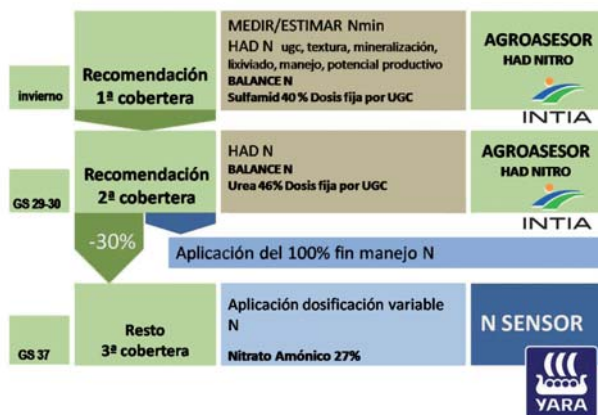 invierno
Recomendación
1ª cobertera
MEDIR/ESTIMAR Nmin
HAD N ugc, textura, mineralización,
lixiviado, manejo, potencial productivo
BALANCE N
Sulfamid 40 % Dosis fija por UGC
AGROASESOR
HAD NITRO
INTIA
GS 29-30
Recomendación
2ª cobertera
HAD N
BALANCE N
Urea 46% Dosis fija por UGC
AGROASESOR
HAD NITRO
INTIA
-30%
Aplicación del 100% fin manejo N
GS 37
Resto
3ª cobertera
Aplicación dosificación variable
N
Nitrato Amónico 27%
N SENSOR
YARA